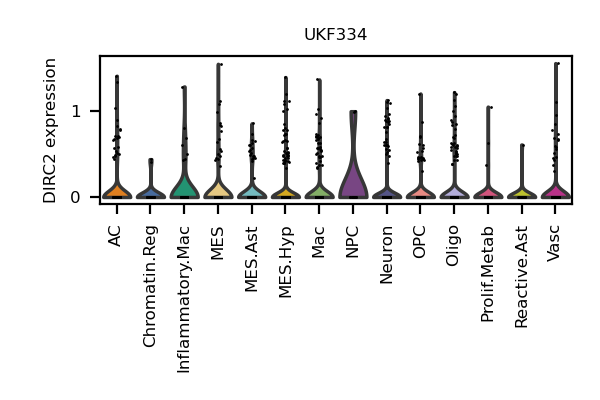 UKF334
DIRC2 expression
1
0
AC
Chromatin.Reg
Inflammatory.Mac
MES
MES.Ast
MES.Hyp
Mac
NPC
Neuron
OPC
Oligo
Prolif.Metab
Reactive.Ast
Vasc